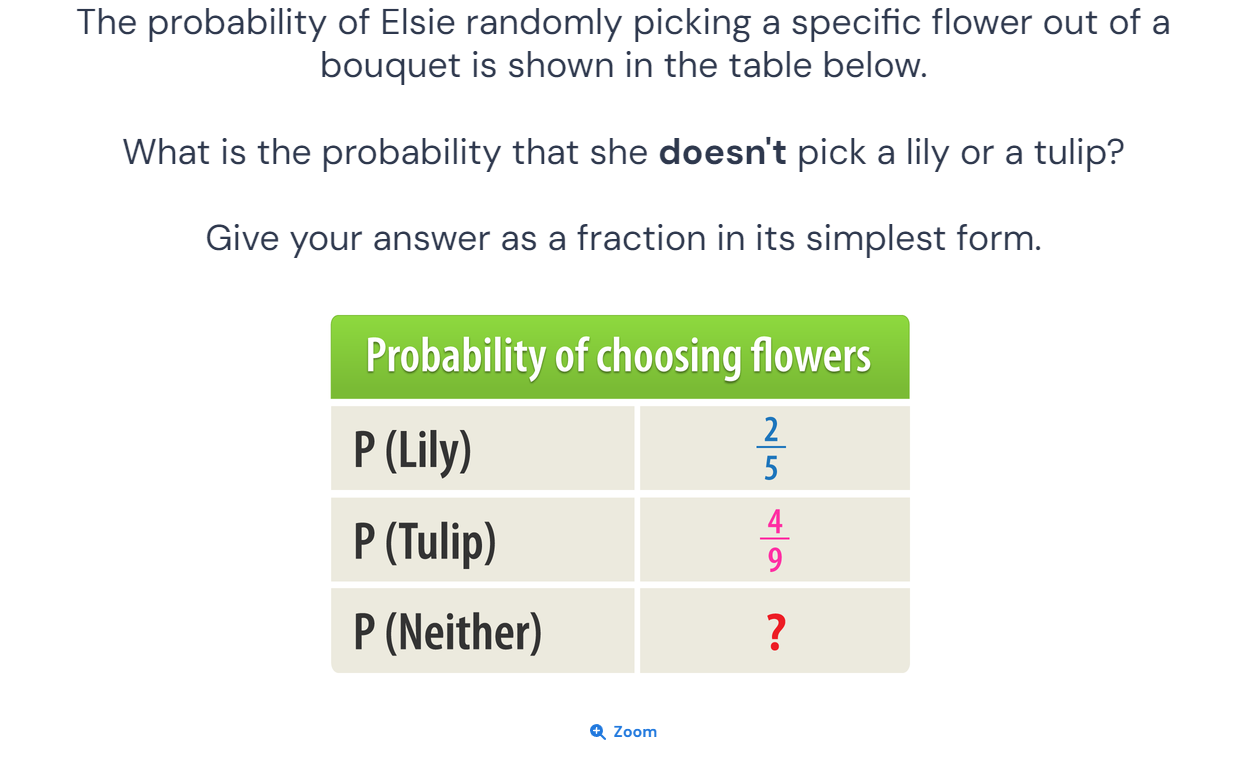 The probability of Elsie randomly picking a specific flower out of a
bouquet is shown in the table below.
What is the probability that she doesn't pick a lily or a tulip?
Give your answer as a fraction in its simplest form.
Probability of choosing flowers
P (Lily) 2/5
P (Tulip) 4/9
P (Neither) ?
Zoom